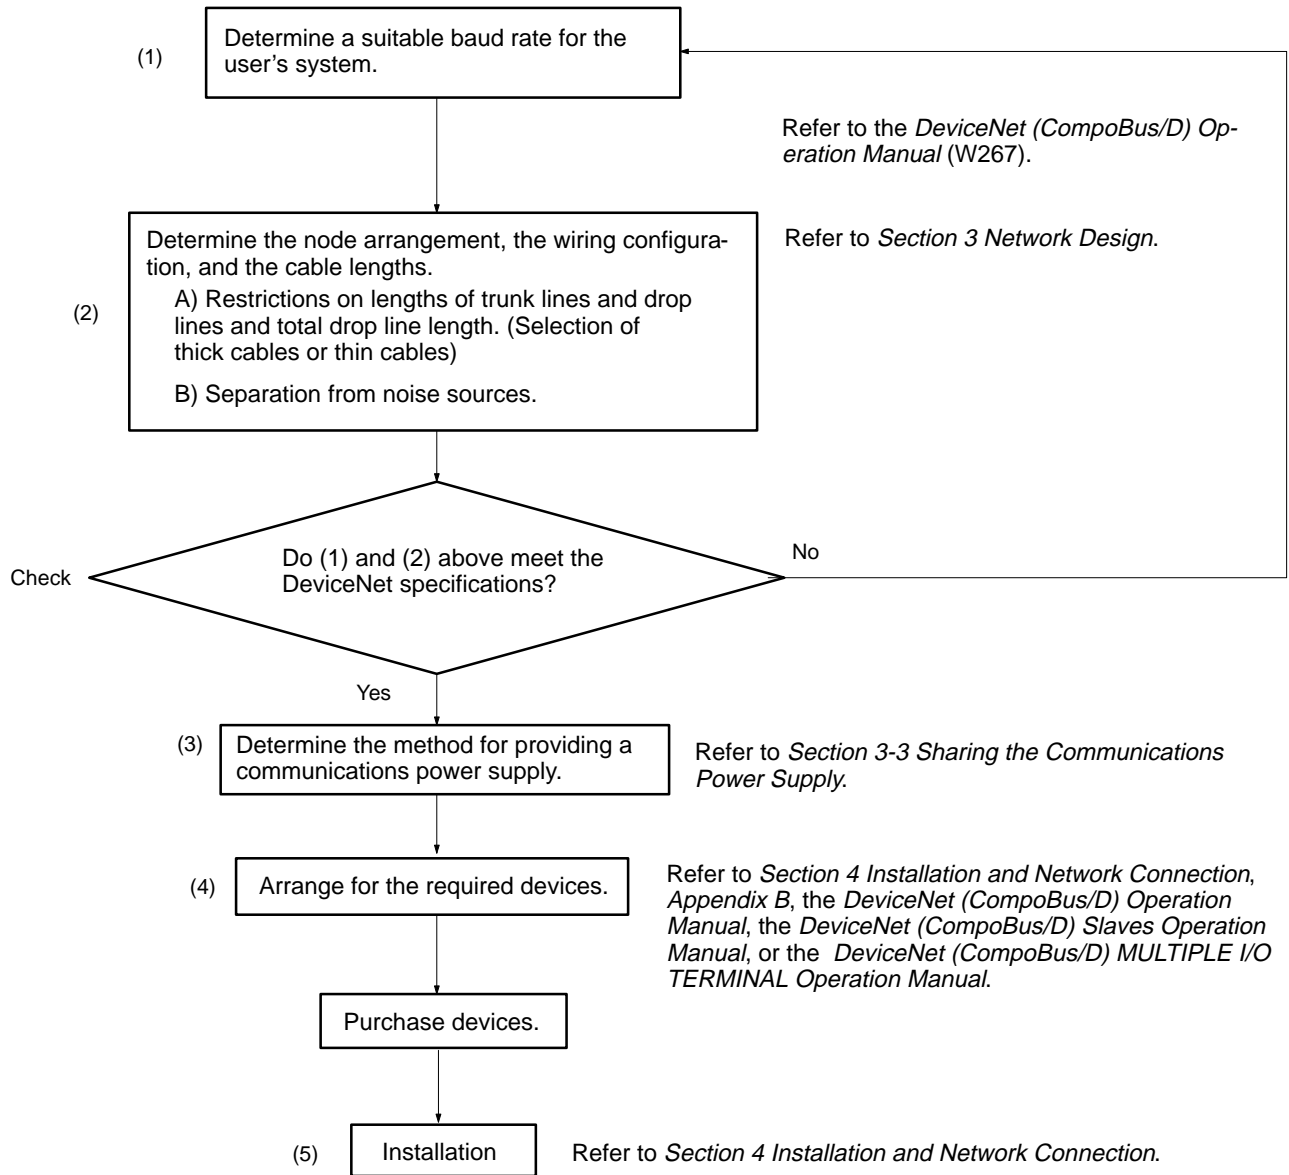 (1)
Determine a suitable baud rate for the
user's system.
Refer to the DeviceNet (CompoBus/D) Op-
eration Manual (W267).
(2)
Determine the node arrangement, the wiring configura-
tion, and the cable lengths.
A) Restrictions on lengths of trunk lines and drop
lines and total drop line length. (Selection of
thick cables or thin cables)
B) Separation from noise sources.
Refer to Section 3 Network Design.
Check
Do (1) and (2) above meet the
DeviceNet specifications?
No
Yes
(3)
Determine the method for providing a
communications power supply.
Refer to Section 3-3 Sharing the Communications
Power Supply.
(4)
Arrange for the required devices.
Refer to Section 4 Installation and Network Connection,
Appendix B, the DeviceNet (CompoBus/D) Operation
Manual, the DeviceNet (CompoBus/D) Slaves Operation
Manual, or the DeviceNet (CompoBus/D) MULTIPLE I/O
TERMINAL Operation Manual.
Purchase devices.
(5)
Installation
Refer to Section 4 Installation and Network Connection.